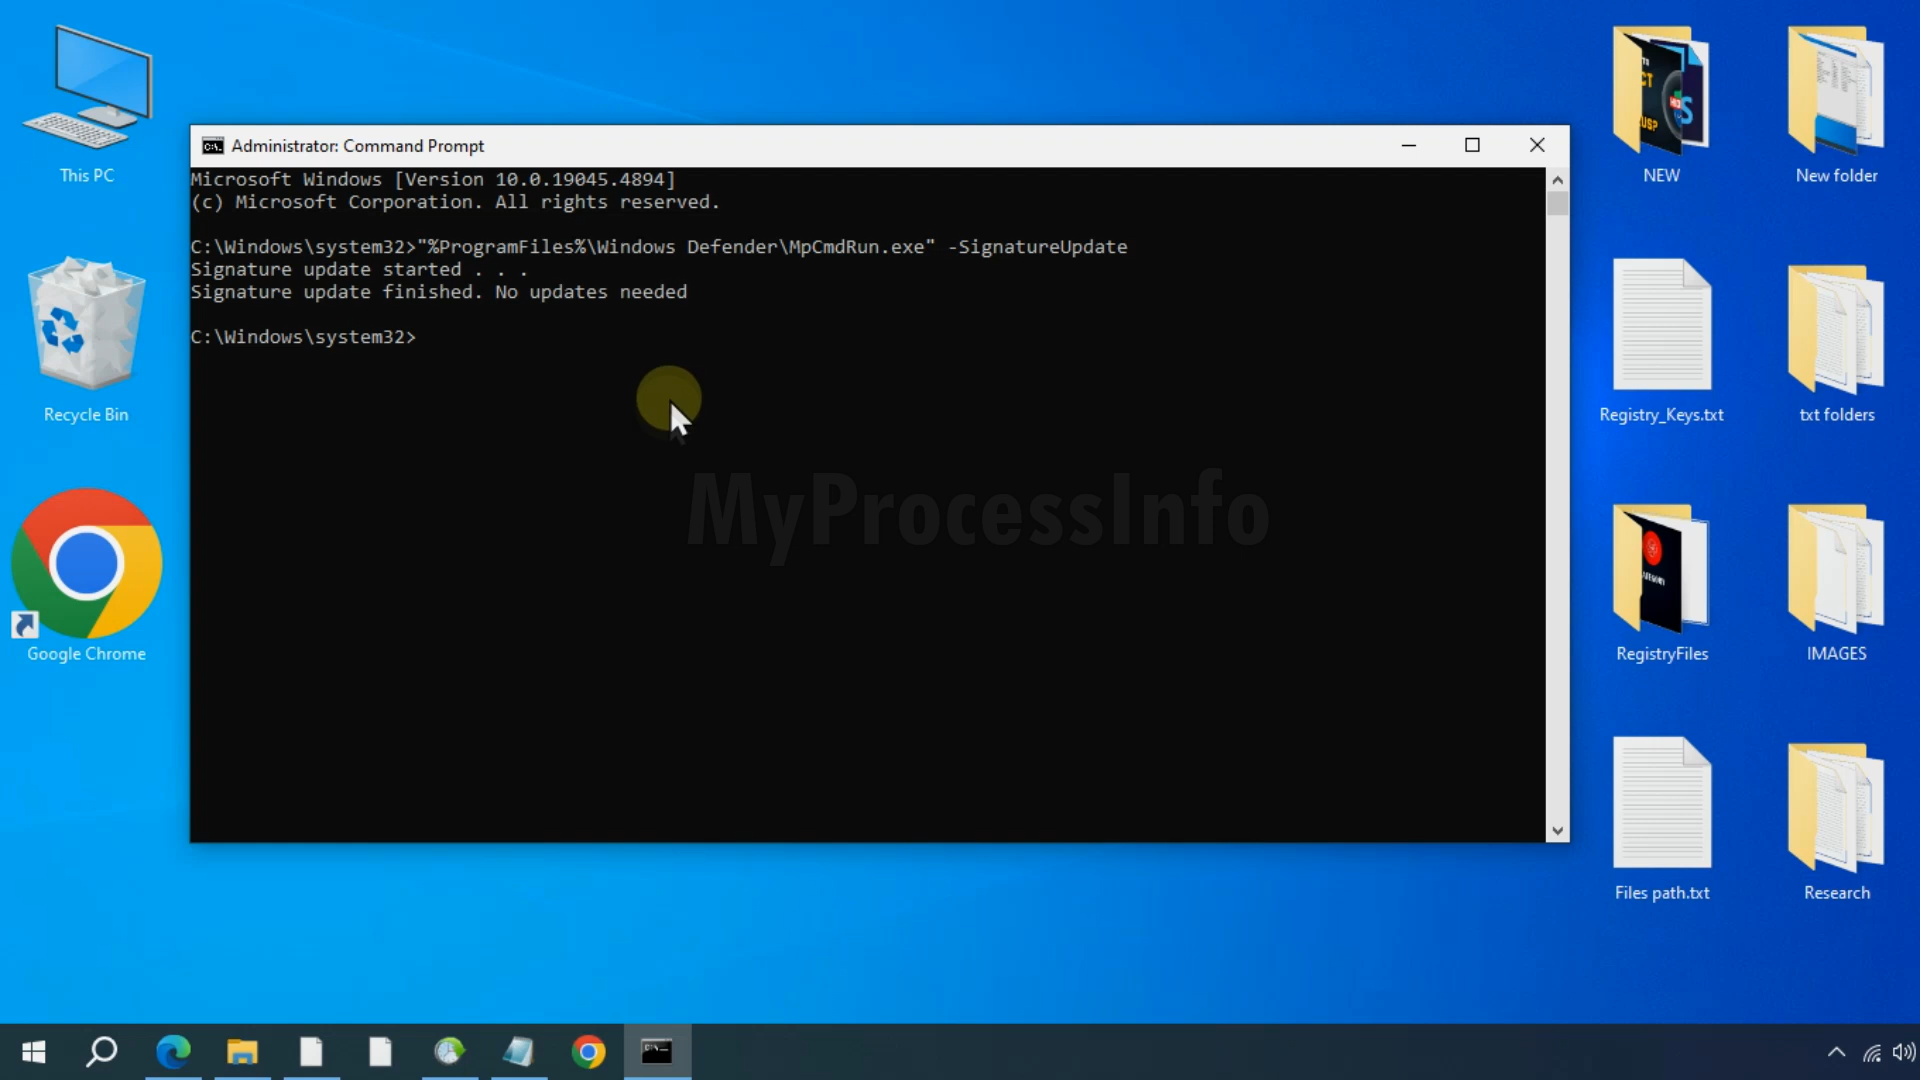 This PC
Recycle Bin
Google Chrome
Administrator: Command Prompt
Microsoft Windows [Version 10.0.19045.4894]
(c) Microsoft Corporation. All rights reserved.
C:\Windows\system32>"%ProgramFiles%\Windows Defender\MpCmdRun.exe" -SignatureUpdate
Signature update started . . .
Signature update finished. No updates needed
C:\Windows\system32>
MyProcessInfo
NEW
New folder
Registry_Keys.txt
txt folders
RegistryFiles
IMAGES
Files path.txt
Research